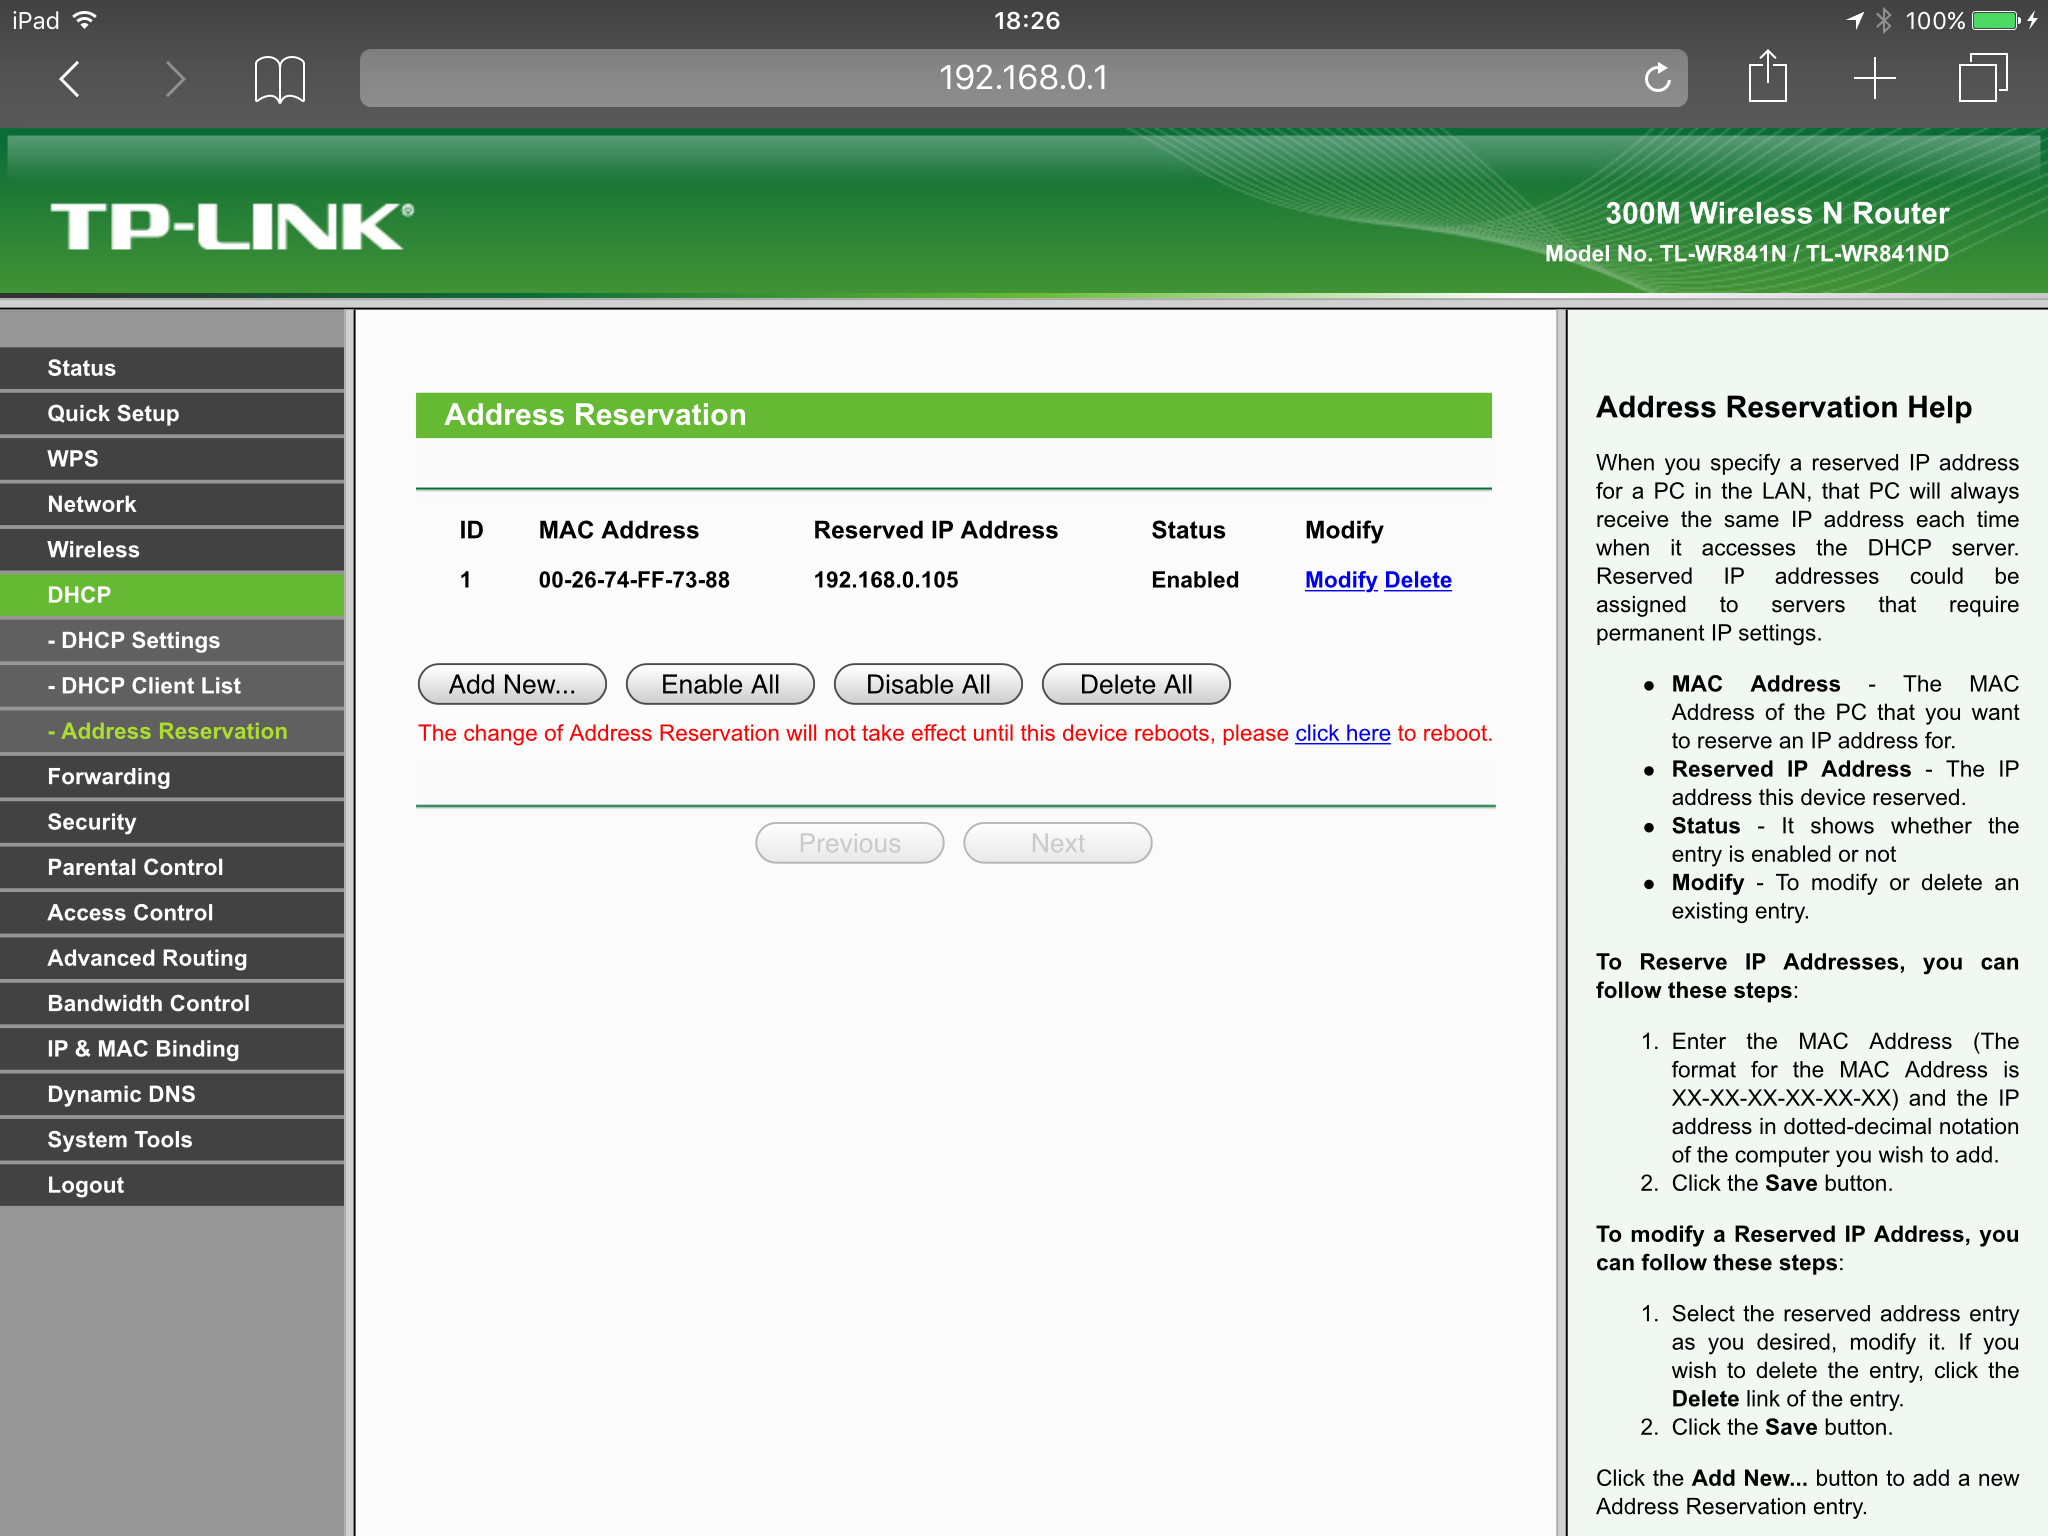 iPad 18:26 100%
192.168.0.1
TP-LINK®
300M Wireless N Router
Model No. TL-WR841N / TL-WR841ND
Status
Quick Setup
WPS
Network
Wireless
DHCP
- DHCP Settings
- DHCP Client List
- Address Reservation
Forwarding
Security
Parental Control
Access Control
Advanced Routing
Bandwidth Control
IP & MAC Binding
Dynamic DNS
System Tools
Logout
Address Reservation
ID MAC Address Reserved IP Address Status Modify
1 00-26-74-FF-73-88 192.168.0.105 Enabled Modify Delete
Add New... Enable All Disable All Delete All
The change of Address Reservation will not take effect until this device reboots, please click here to reboot.
Previous Next
Address Reservation Help
When you specify a reserved IP address
for a PC in the LAN, that PC will always
receive the same IP address each time
when it accesses the DHCP server.
Reserved IP addresses could be
assigned to servers that require
permanent IP settings.
● MAC Address - The MAC
Address of the PC that you want
to reserve an IP address for.
● Reserved IP Address - The IP
address this device reserved.
● Status - It shows whether the
entry is enabled or not
● Modify - To modify or delete an
existing entry.
To Reserve IP Addresses, you can
follow these steps:
1. Enter the MAC Address (The
format for the MAC Address is
XX-XX-XX-XX-XX-XX) and the IP
address in dotted-decimal notation
of the computer you wish to add.
2. Click the Save button.
To modify a Reserved IP Address, you
can follow these steps:
1. Select the reserved address entry
as you desired, modify it. If you
wish to delete the entry, click the
Delete link of the entry.
2. Click the Save button.
Click the Add New... button to add a new
Address Reservation entry.